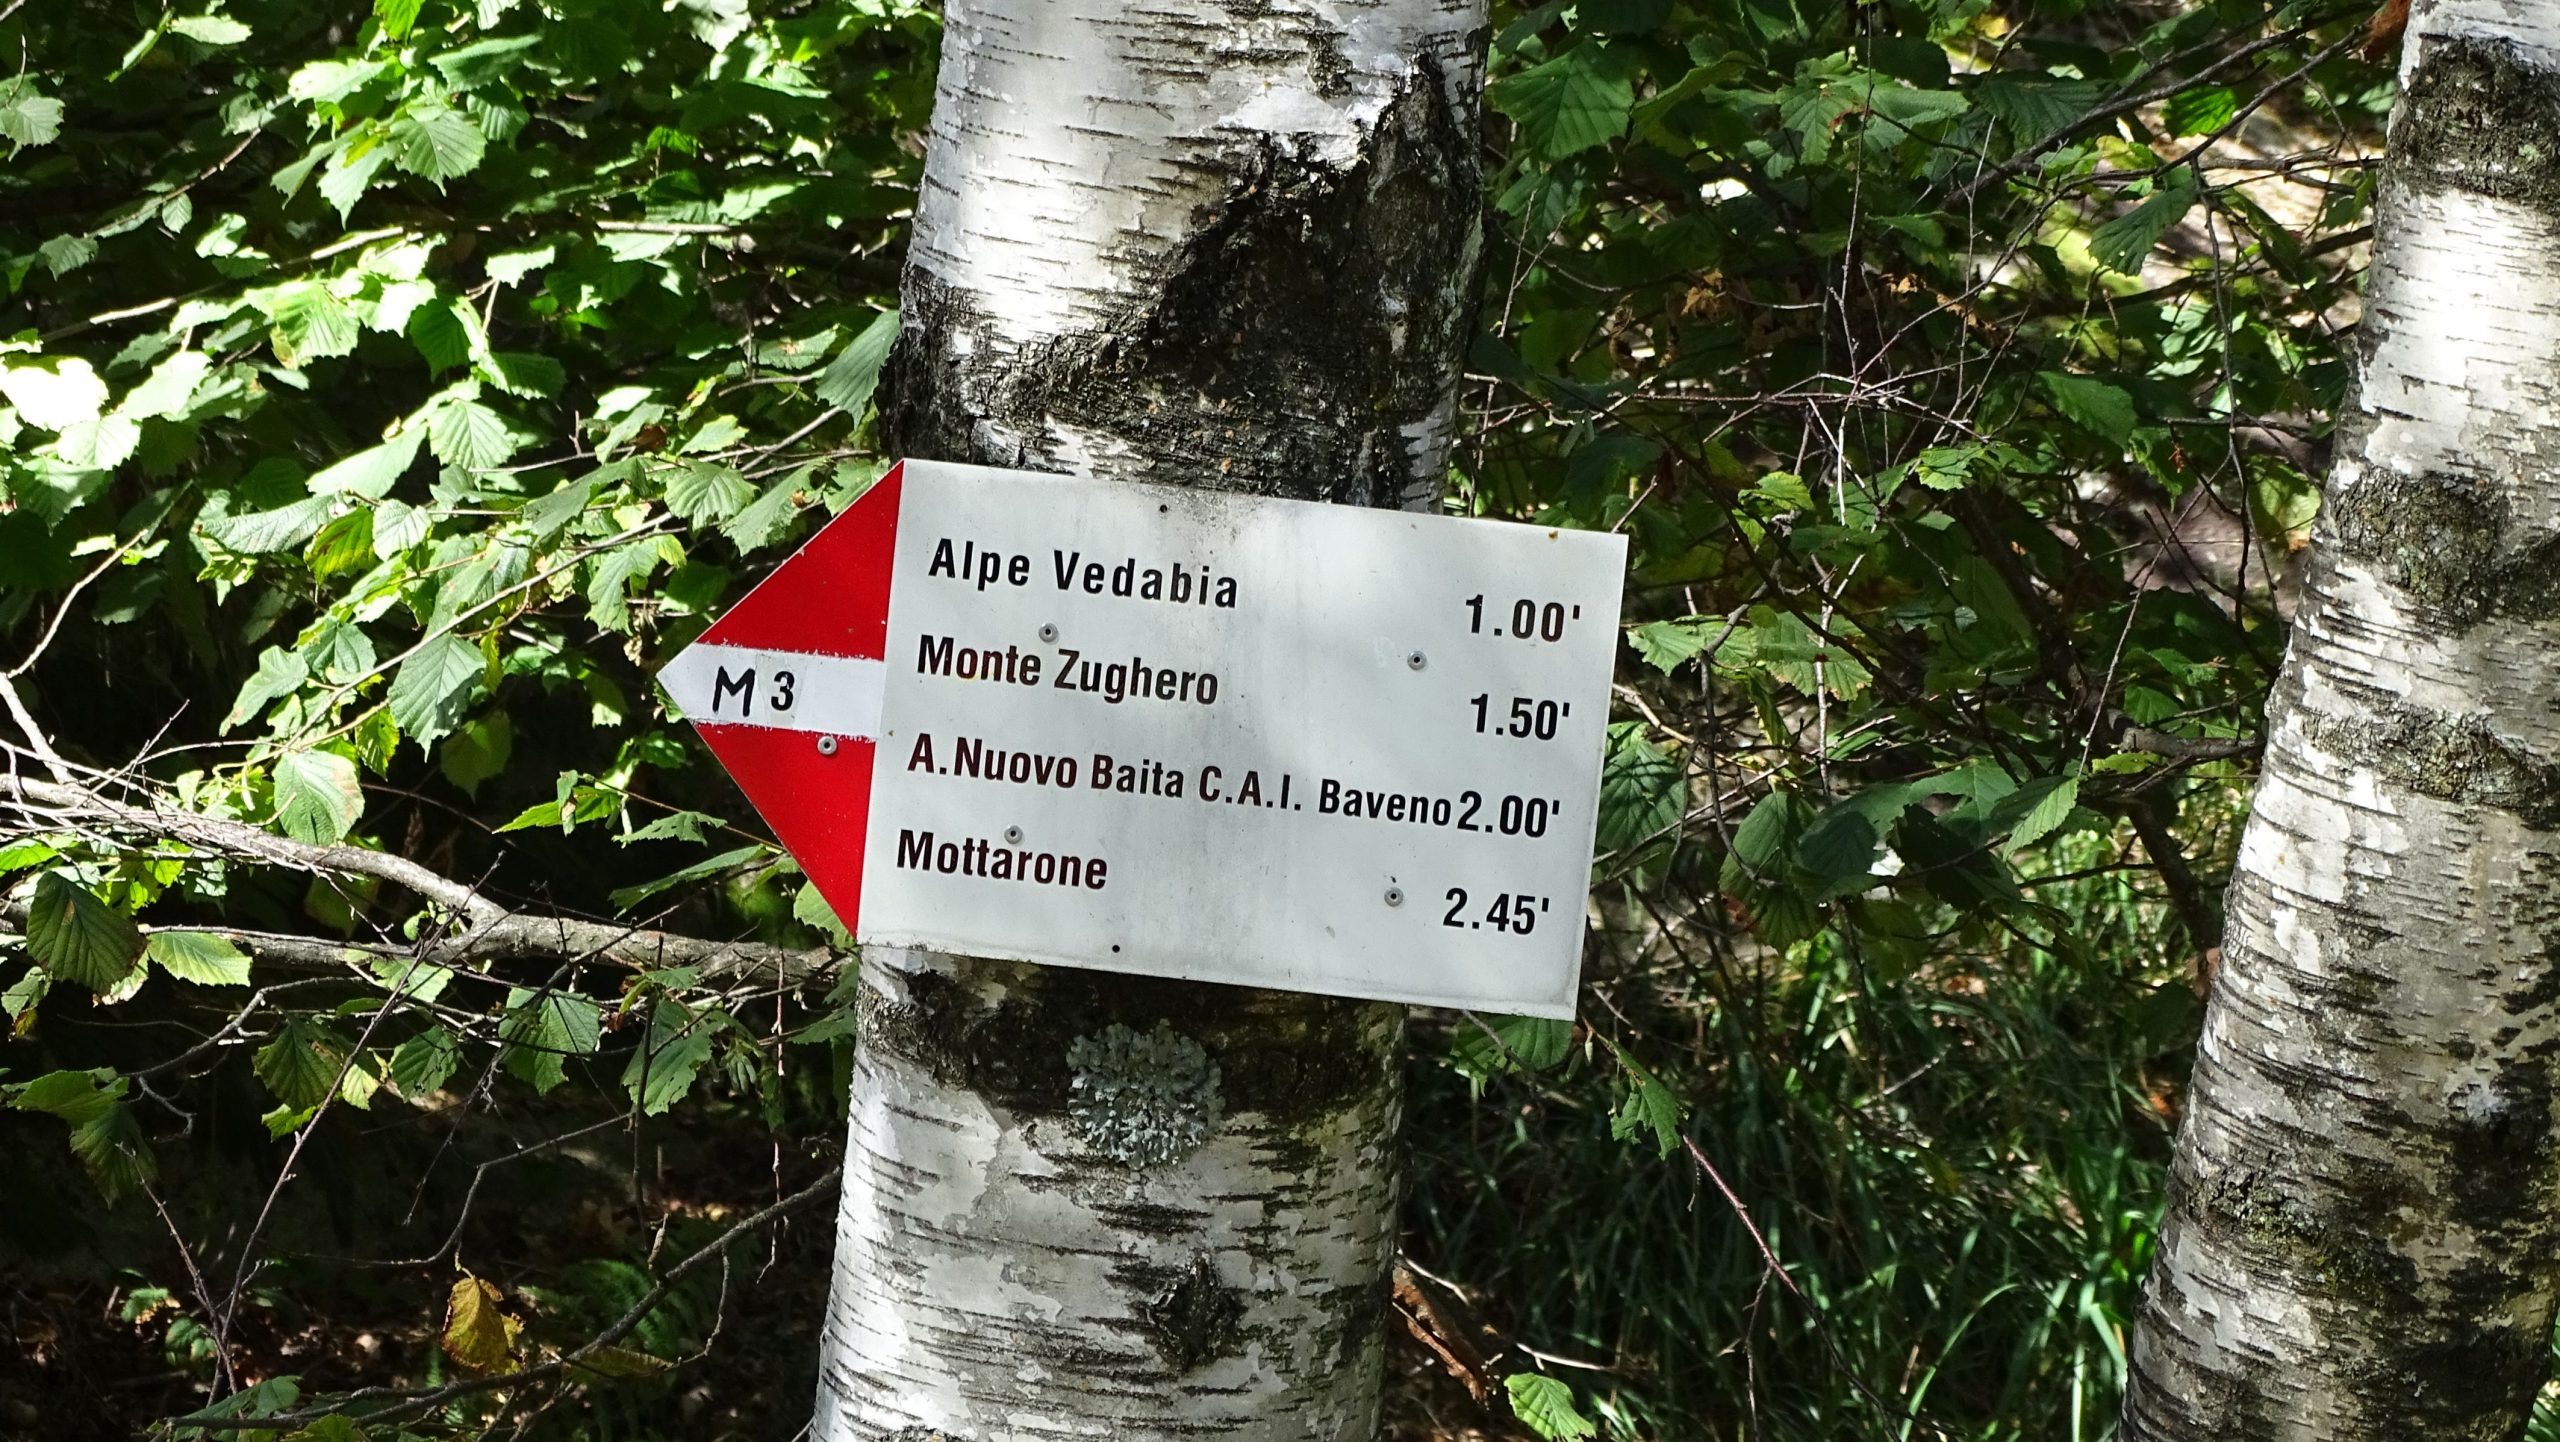 M 3
Alpe Vedabia 1.00'
Monte Zughero 1.50'
A.Nuovo Baita C.A.I. Baveno 2.00'
Mottarone 2.45'